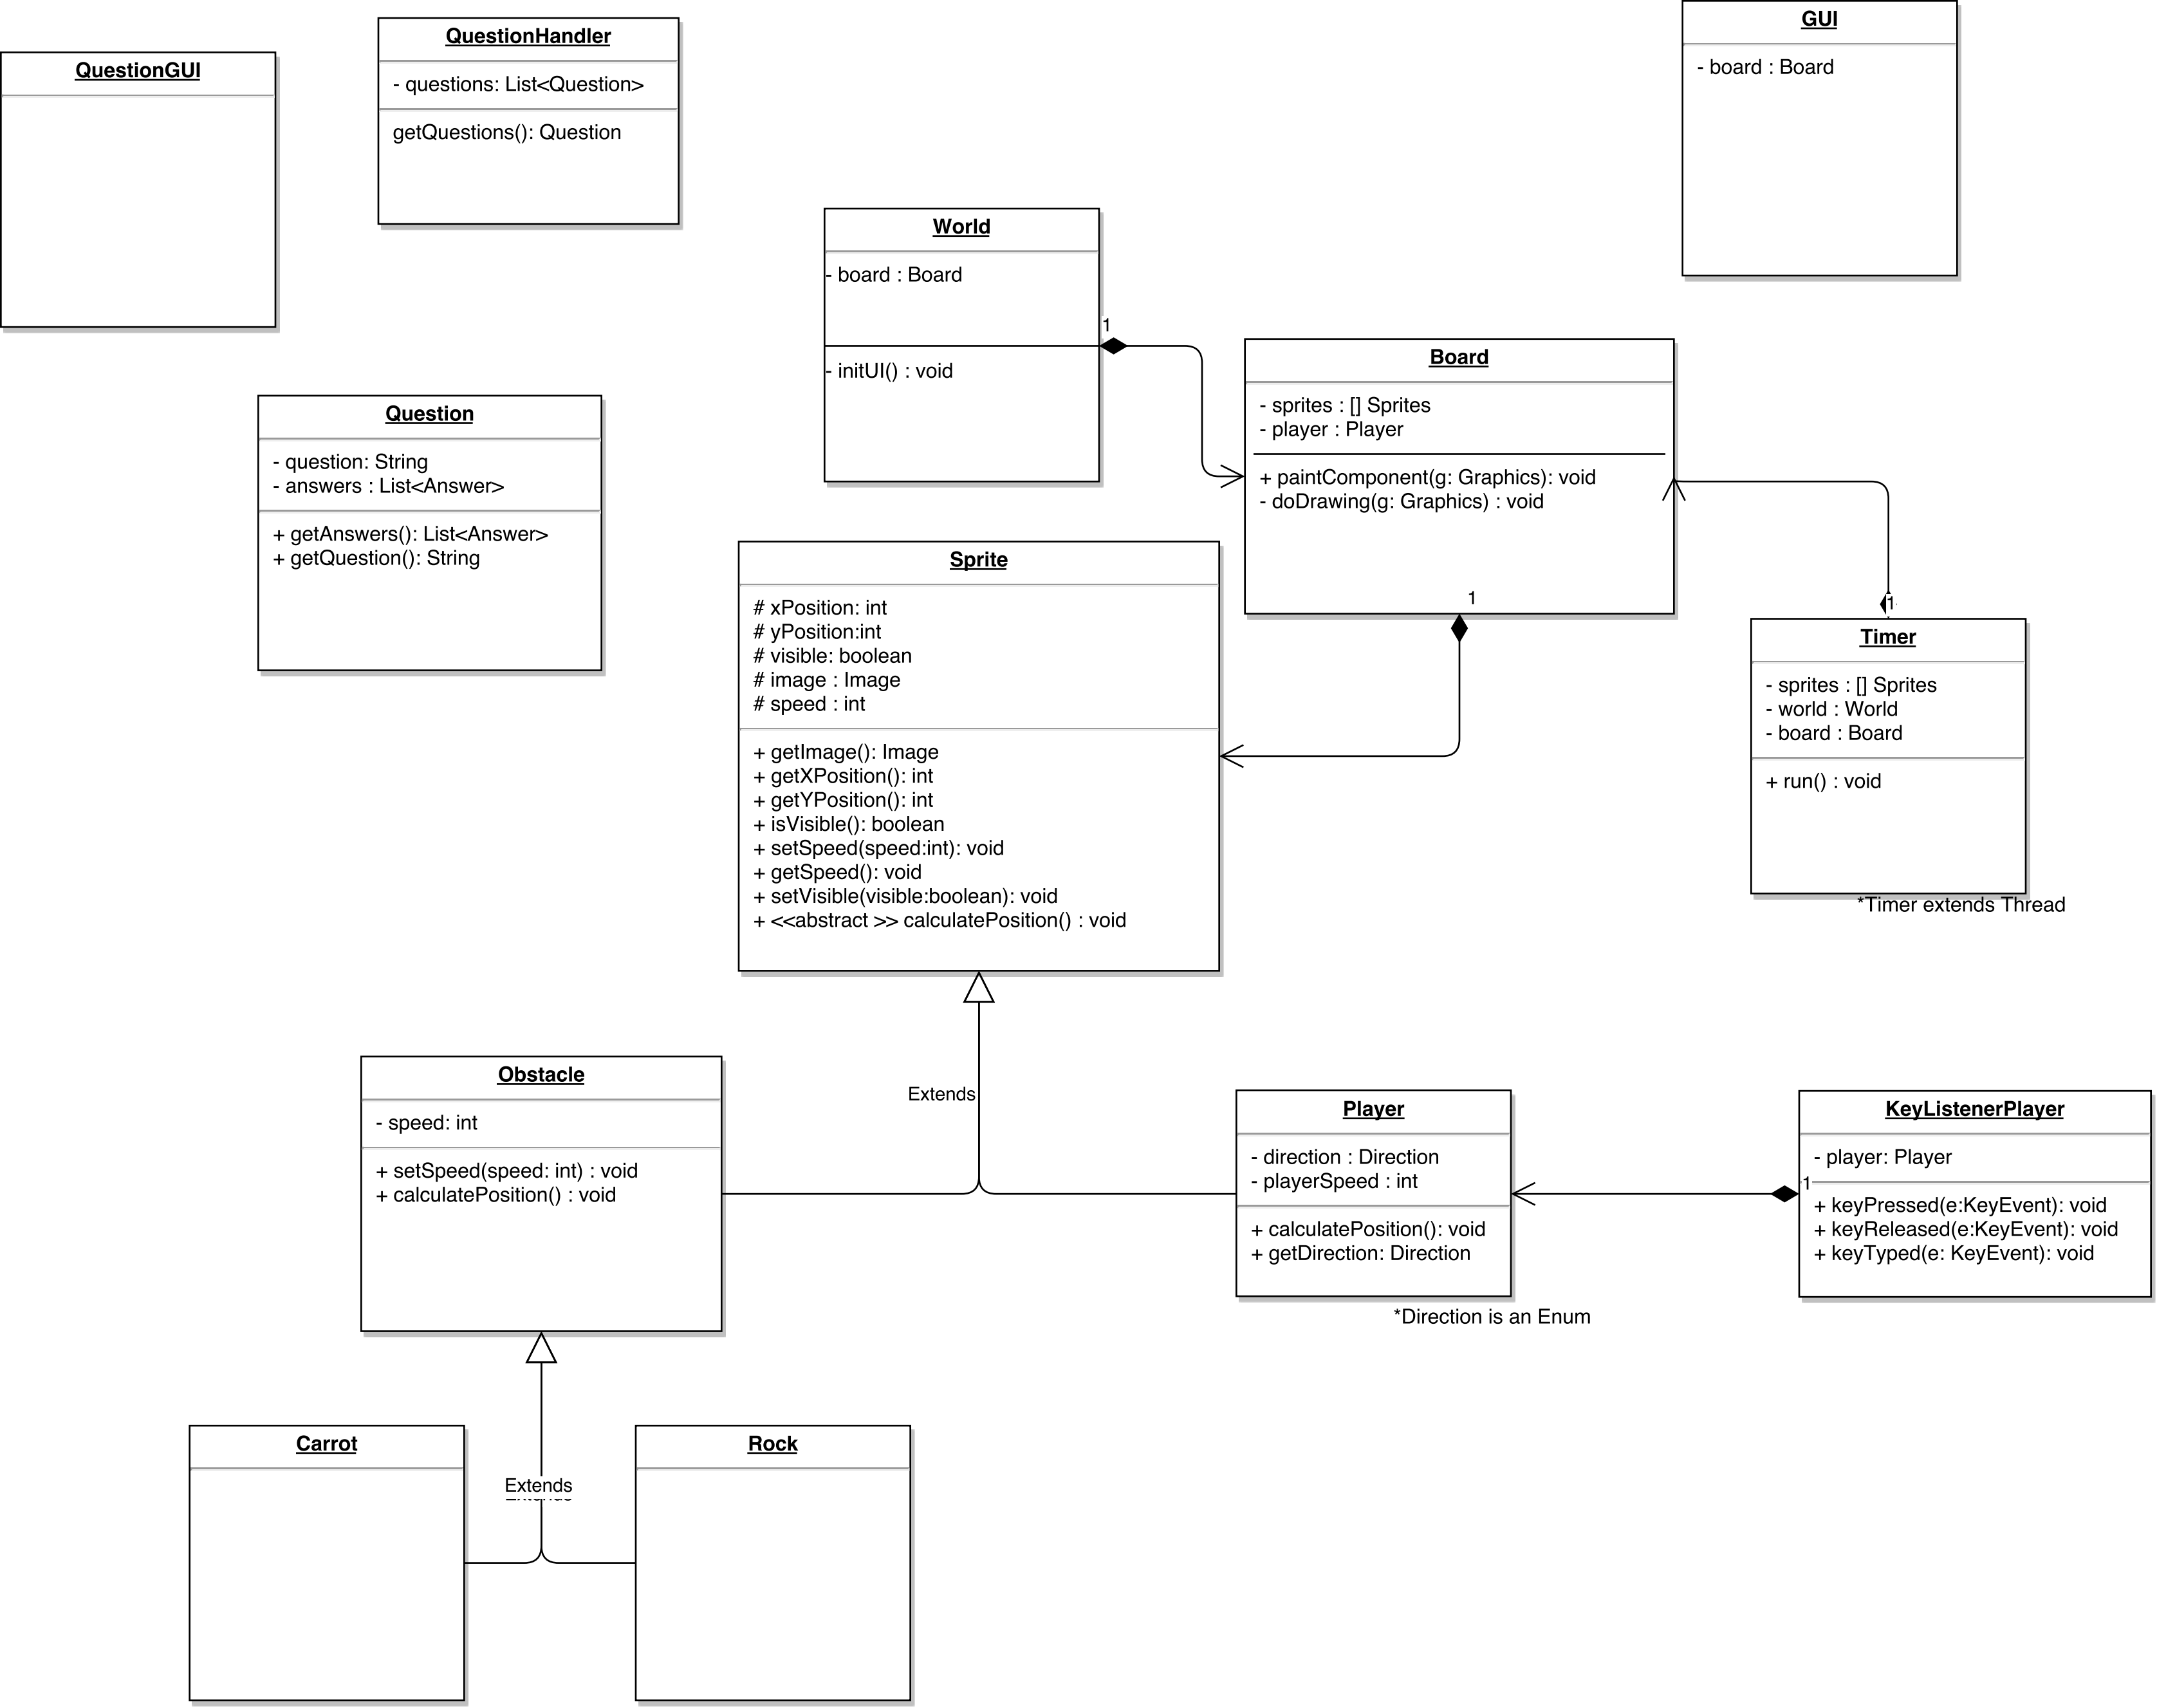 QuestionGUI
QuestionHandler
- questions: List<Question>
getQuestions(): Question
GUI
- board : Board
World
- board : Board
- initUI() : void
1
Board
- sprites : [] Sprites
- player : Player
+ paintComponent(g: Graphics): void
- doDrawing(g: Graphics) : void
1
Question
- question: String
- answers : List<Answer>
+ getAnswers(): List<Answer>
+ getQuestion(): String
Sprite
# xPosition: int
# yPosition:int
# visible: boolean
# image : Image
# speed : int
+ getImage(): Image
+ getXPosition(): int
+ getYPosition(): int
+ isVisible(): boolean
+ setSpeed(speed:int): void
+ getSpeed(): void
+ setVisible(visible:boolean): void
+ <<abstract >> calculatePosition() : void
1
Timer
- sprites : [] Sprites
- world : World
- board : Board
+ run() : void
*Timer extends Thread
Extends
Obstacle
- speed: int
+ setSpeed(speed: int) : void
+ calculatePosition() : void
Player
- direction : Direction
- playerSpeed : int
+ calculatePosition(): void
+ getDirection: Direction
*Direction is an Enum
KeyListenerPlayer
- player: Player
1
+ keyPressed(e:KeyEvent): void
+ keyReleased(e:KeyEvent): void
+ keyTyped(e: KeyEvent): void
Carrot
Extends
Extends
Rock